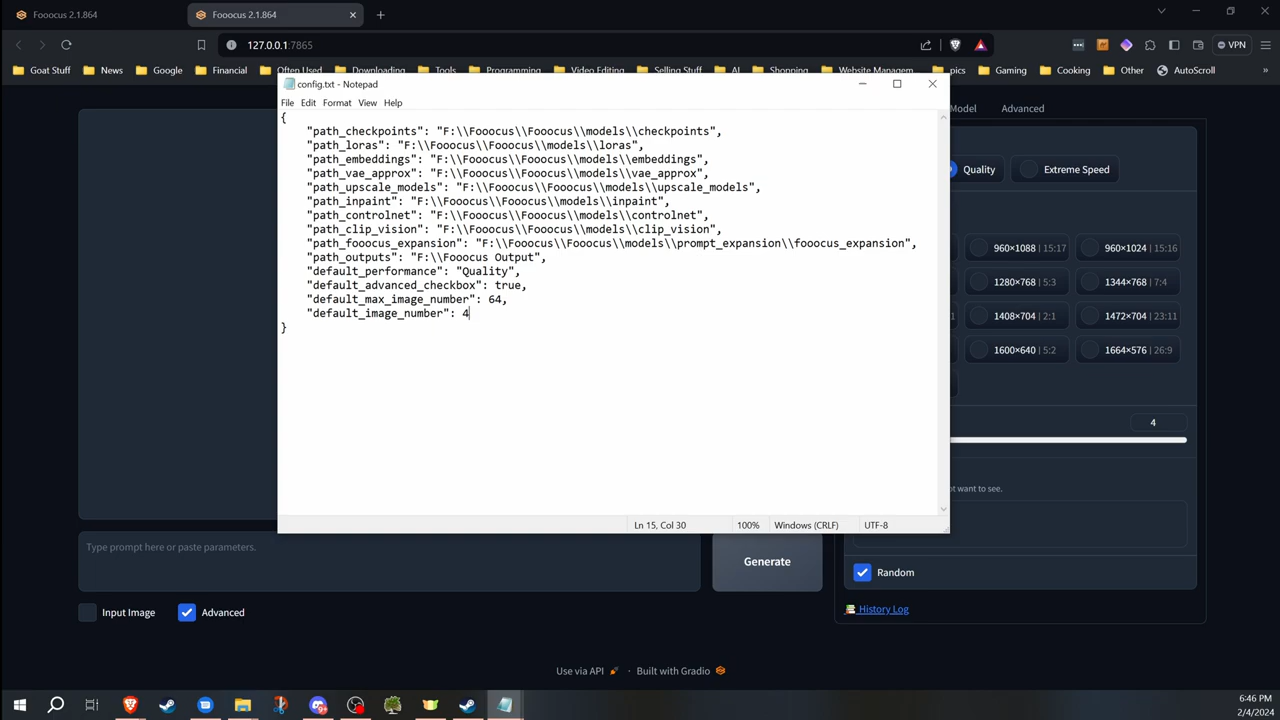 Fooocus 2.1.864
Fooocus 2.1.864
127.0.0.1:7865
VPN
Goat Stuff
News
Google
Financial
Often Used
Downloading
Tools
Programming
Video Editing
Selling Stuff
AI
Shopping
Website Managem
pics
Gaming
Cooking
Other
AutoScroll
»
config.txt - Notepad
File Edit Format View Help
{
"path_checkpoints": "F:\\Fooocus\\Fooocus\\models\\checkpoints",
"path_loras": "F:\\Fooocus\\Fooocus\\models\\loras",
"path_embeddings": "F:\\Fooocus\\Fooocus\\models\\embeddings",
"path_vae_approx": "F:\\Fooocus\\Fooocus\\models\\vae_approx",
"path_upscale_models": "F:\\Fooocus\\Fooocus\\models\\upscale_models",
"path_inpaint": "F:\\Fooocus\\Fooocus\\models\\inpaint",
"path_controlnet": "F:\\Fooocus\\Fooocus\\models\\controlnet",
"path_clip_vision": "F:\\Fooocus\\Fooocus\\models\\clip_vision",
"path_fooocus_expansion": "F:\\Fooocus\\Fooocus\\models\\prompt_expansion\\fooocus_expansion",
"path_outputs": "F:\\Fooocus Output",
"default_performance": "Quality",
"default_advanced_checkbox": true,
"default_max_image_number": 64,
"default_image_number": 4
}
Ln 15, Col 30
100%
Windows (CRLF)
UTF-8
Model
Advanced
Quality
Extreme Speed
960×1088 | 15:17
960×1024 | 15:16
1280×768 | 5:3
1344×768 | 7:4
1408×704 | 2:1
1472×704 | 23:11
1600×640 | 5:2
1664×576 | 26:9
4
not want to see.
Type prompt here or paste parameters.
Generate
Random
Input Image
Advanced
History Log
Use via API · Built with Gradio
6:46 PM
2/4/2024